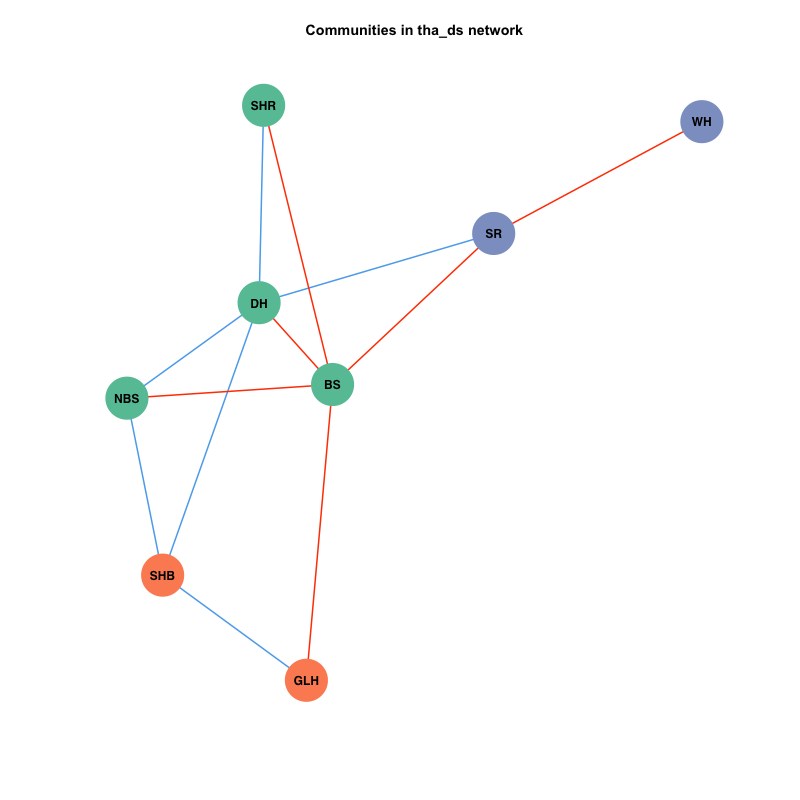 Communities in tha_ds network
SHR
WH
SR
DH
BS
NBS
SHB
GLH